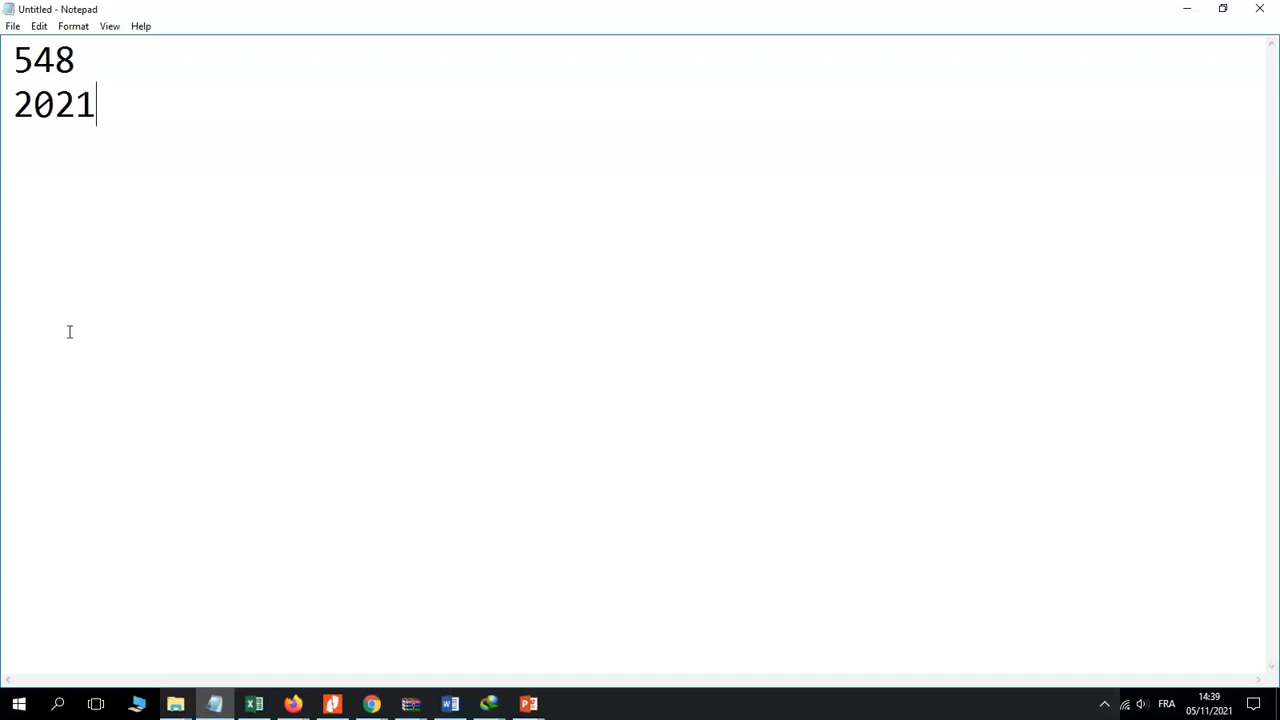 Untitled - Notepad
File Edit Format View Help
548
2021
FRA
14:39
05/11/2021